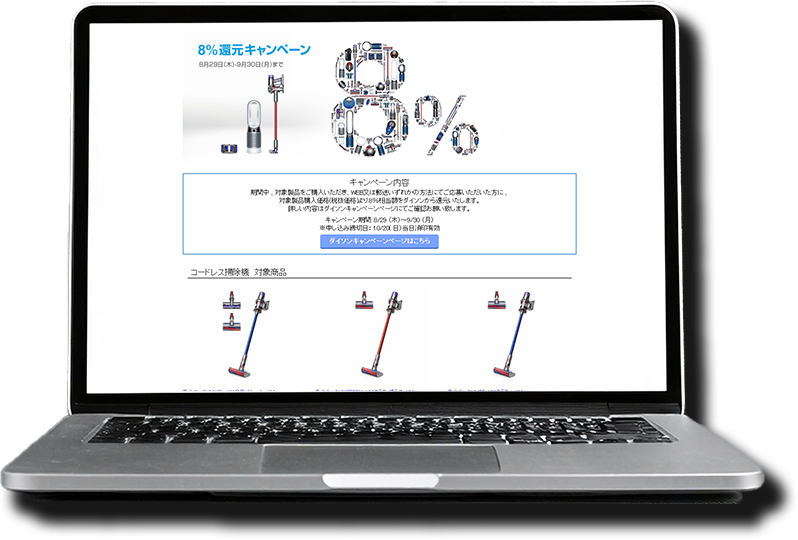 8%還元キャンペーン
8月29日(木)-9月30日(月)まで
8%
キャンペーン内容
期間中、対象製品をご購入いただき、WEB又は郵送いずれかの方法にてご応募いただいた方に、
対象製品購入価格(税抜価格)より8%相当額をダイソンから還元いたします。
詳しい内容はダイソンキャンペーンページにてご確認お願い致します。
キャンペーン期間 8/29 (木)～9/30 (月)
※申し込み締切日: 10/20( 日)当日消印有効
ダイソンキャンペーンページはこちら
コードレス掃除機 対象商品